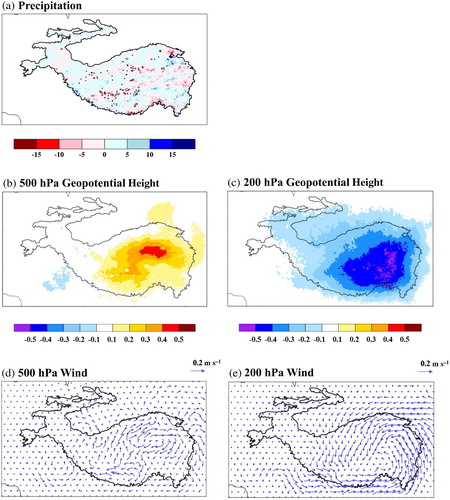 (a) Precipitation
-15 -10 -5 0 5 10 15
(b) 500 hPa Geopotential Height
(c) 200 hPa Geopotential Height
-0.5 -0.4 -0.3 -0.2 -0.1 0.1 0.2 0.3 0.4 0.5
-0.5 -0.4 -0.3 -0.2 -0.1 0.1 0.2 0.3 0.4 0.5
0.2 m s⁻¹
(d) 500 hPa Wind
0.2 m s⁻¹
(e) 200 hPa Wind